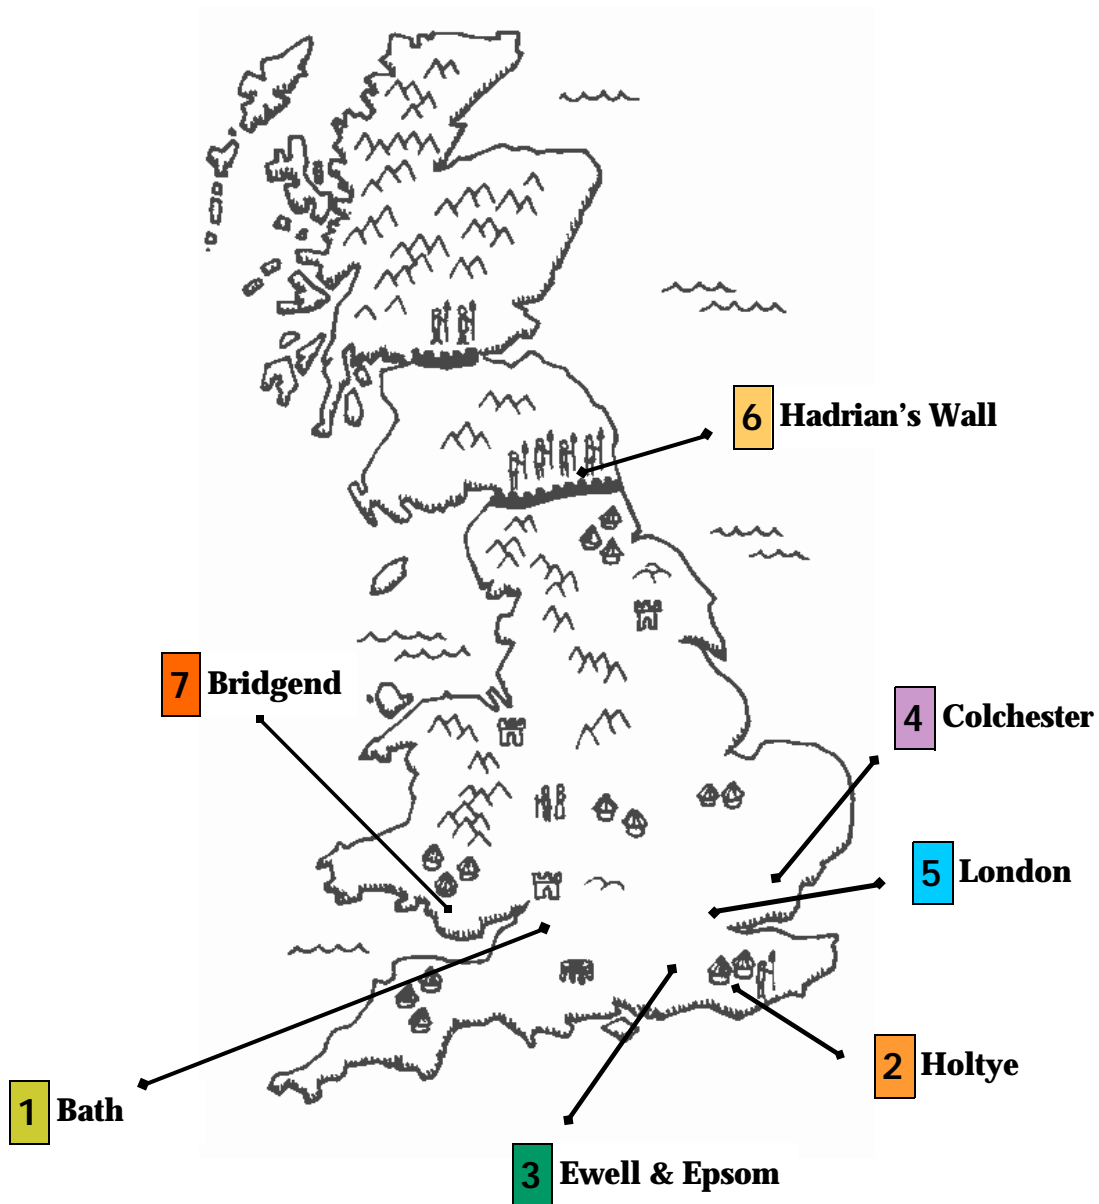 6 Hadrian's Wall
7 Bridgend
4 Colchester
5 London
2 Holtye
1 Bath
3 Ewell & Epsom